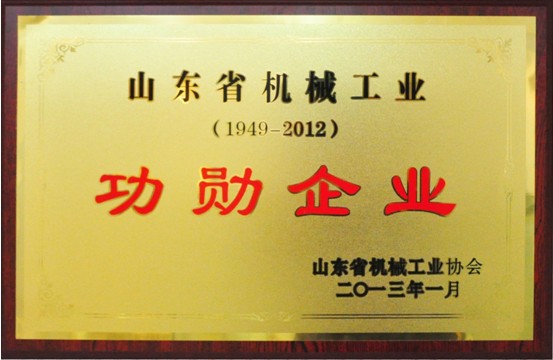 山东省机械工业
(1949-2012)
功勋企业
山东省机械工业协会
二〇一三年一月